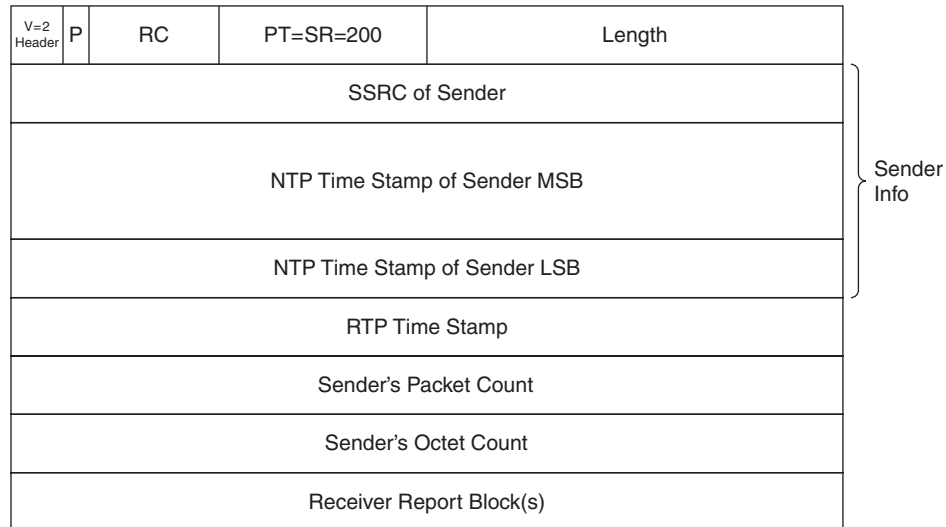 V=2
Header
P
RC
PT=SR=200
Length
SSRC of Sender
NTP Time Stamp of Sender MSB
Sender
Info
NTP Time Stamp of Sender LSB
RTP Time Stamp
Sender’s Packet Count
Sender’s Octet Count
Receiver Report Block(s)